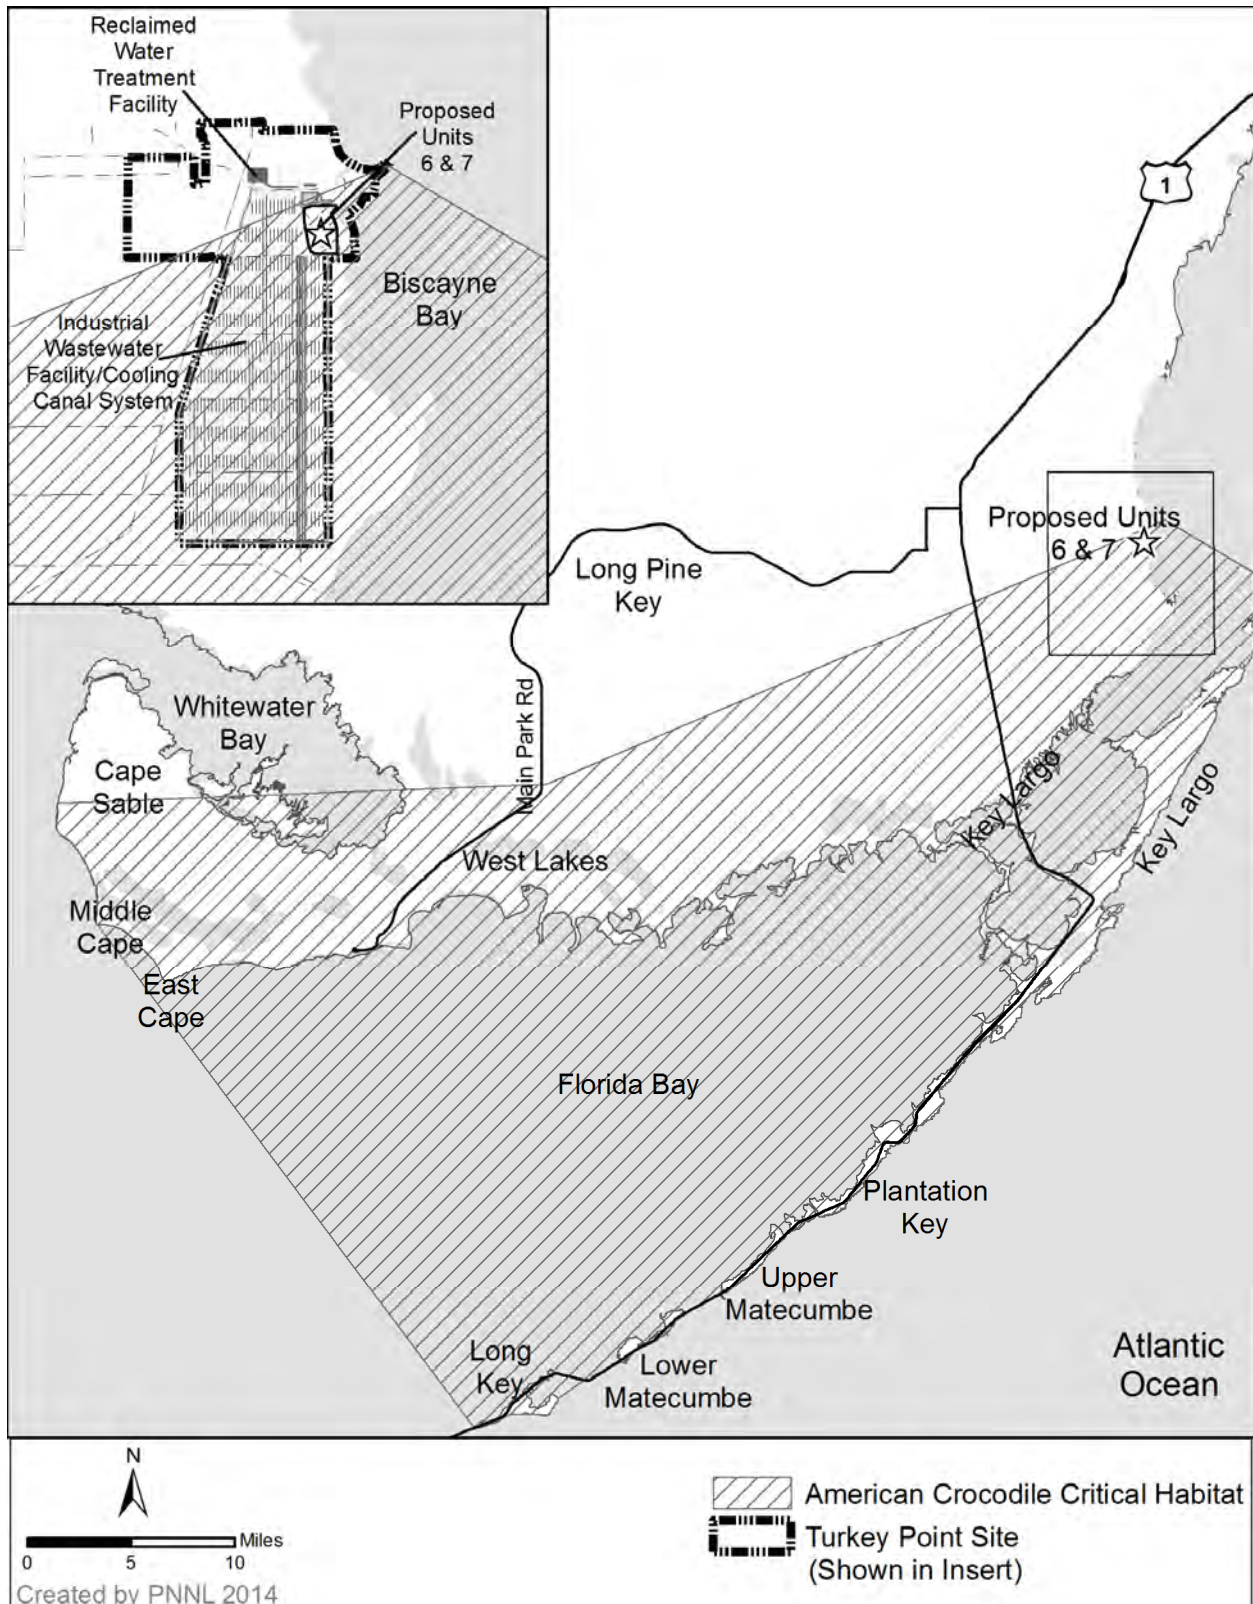 Reclaimed
Water
Treatment
Facility
Proposed
Units
6 & 7
Biscayne
Bay
Industrial
Wastewater
Facility/Cooling
Canal System
1
Proposed Units
6 & 7
Long Pine
Key
Main Park Rd
Whitewater
Bay
Cape
Sable
Key Largo
Key Largo
West Lakes
Middle
Cape
East
Cape
Florida Bay
Plantation
Key
Upper
Matecumbe
Long
Key
Lower
Matecumbe
Atlantic
Ocean
N
Miles
0 5 10
American Crocodile Critical Habitat
Turkey Point Site
(Shown in Insert)
Created by PNNL 2014